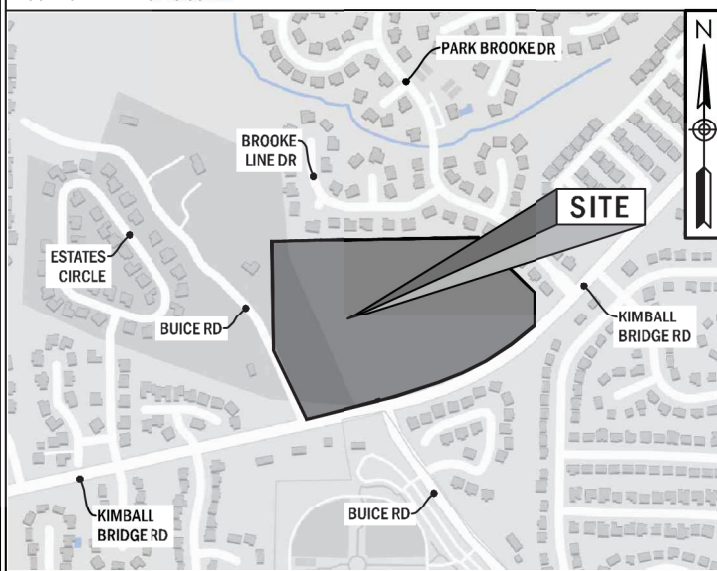 PARK BROOKE DR
N
BROOKE
LINE DR
SITE
ESTATES
CIRCLE
BUICE RD
KIMBALL
BRIDGE RD
BUICE RD
KIMBALL
BRIDGE RD